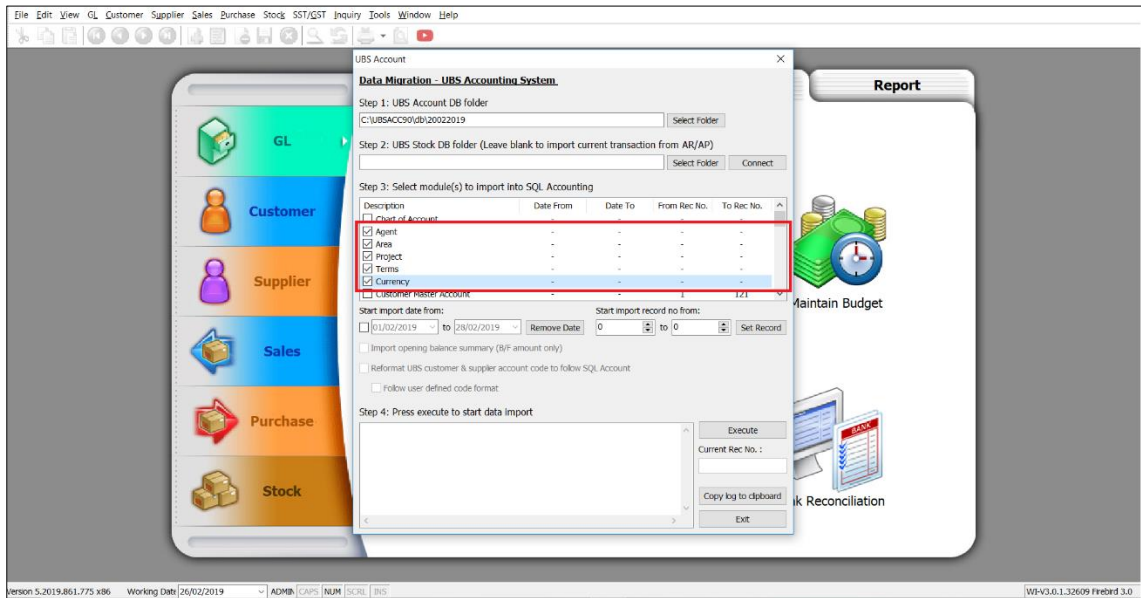 File Edit View GL Customer Supplier Sales Purchase Stock SST/GST Inquiry Tools Window Help
UBS Account
Data Migration - UBS Accounting System
Report
Step 1: UBS Account DB folder
C:\UBSACC90\db\20022019 Select Folder
GL
Step 2: UBS Stock DB folder (Leave blank to import current transaction from AR/AP)
Select Folder Connect
Step 3: Select module(s) to import into SQL Accounting
Customer
Description Date From Date To From Rec No. To Rec No.
Chart of Account - - - -
Agent - - - -
Area - - - -
Project - - - -
Terms - - - -
Supplier
Currency - - - -
Customer Master Account - - 1 121
Maintain Budget
Start import date from: Start import record no from:
01/02/2019 to 28/02/2019 Remove Date 0 to 0 Set Record
Sales
Import opening balance summary (B/F amount only)
Reformat UBS customer & supplier account code to follow SQL Account
Follow user defined code format
Step 4: Press execute to start data import
Purchase
Execute
BANK
Current Rec No. :
Stock
Copy log to clipboard
k Reconciliation
Exit
Version 5.2019.861.775 x86 Working Date 26/02/2019 ADMIN CAPS NUM SCRL INS WI-V3.0.1.32609 Firebird 3.0